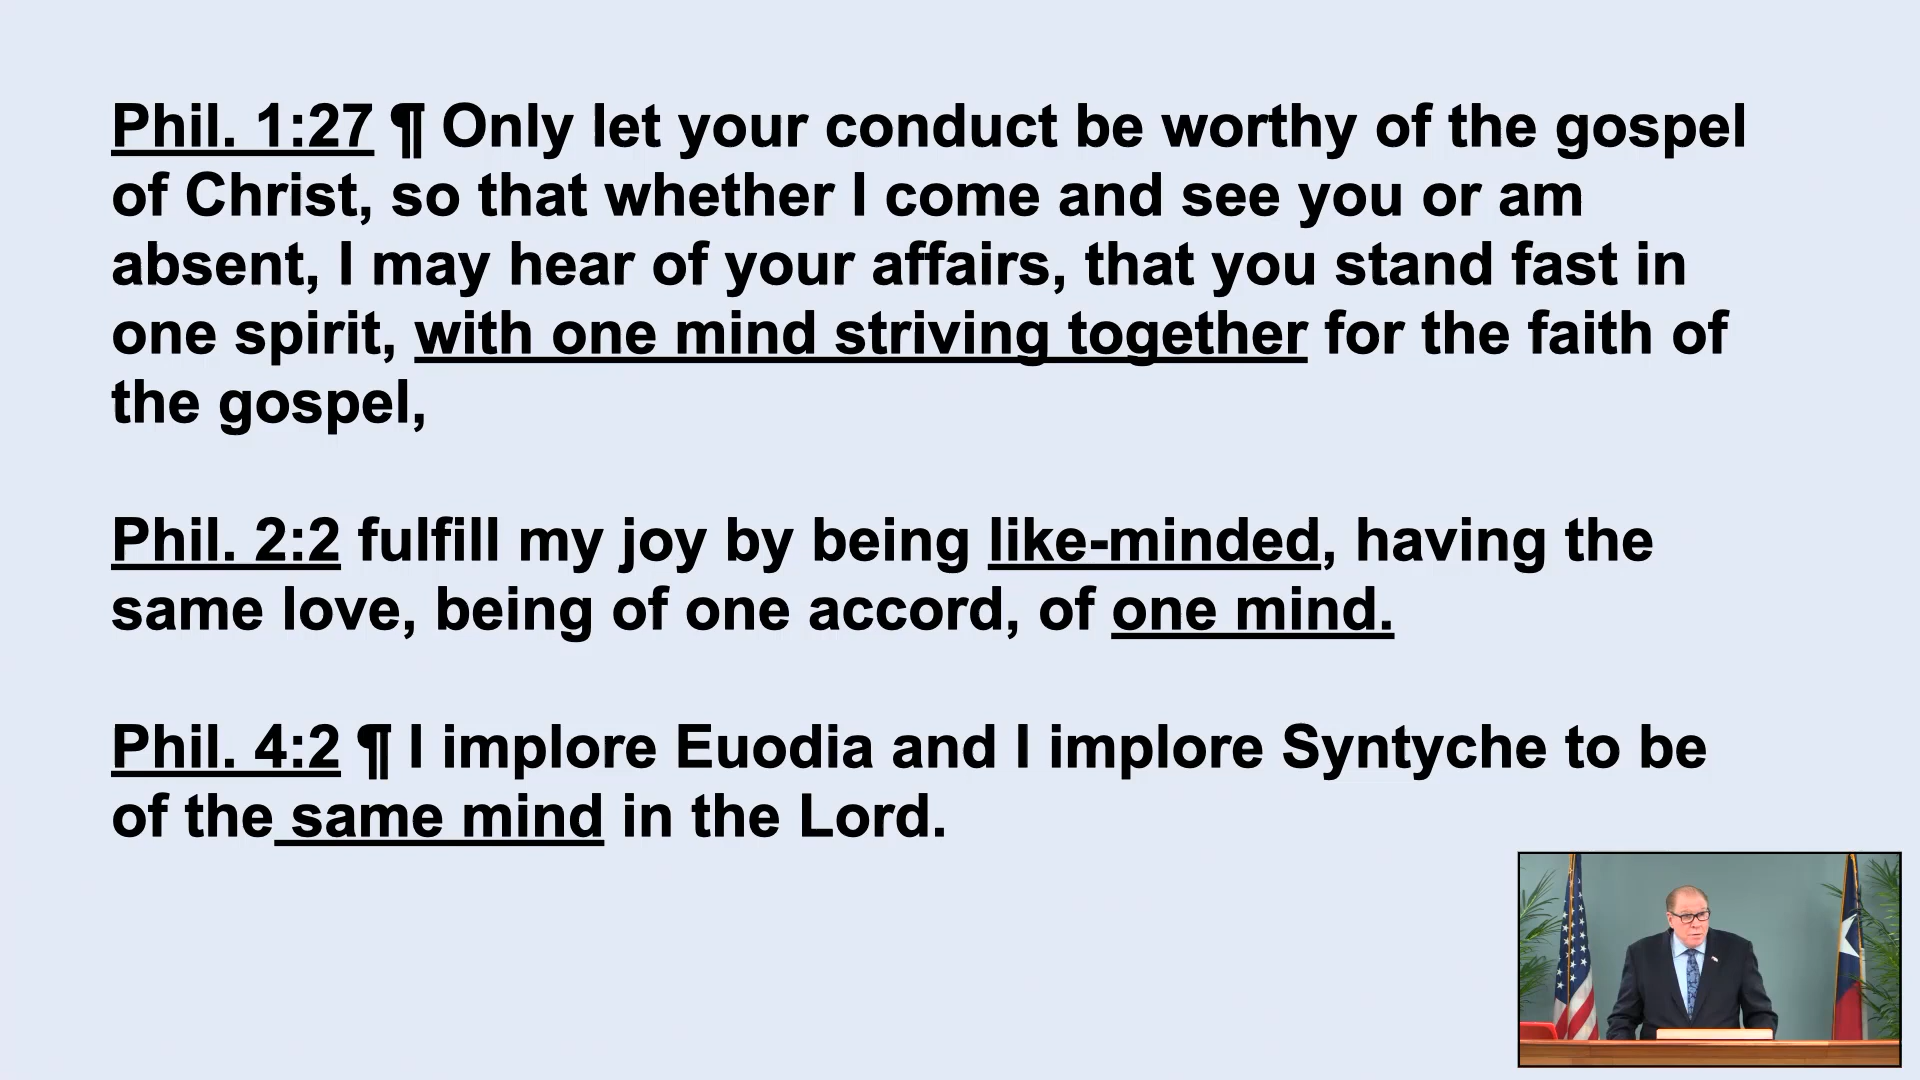 Phil. 1:27 ¶ Only let your conduct be worthy of the gospel
of Christ, so that whether I come and see you or am
absent, I may hear of your affairs, that you stand fast in
one spirit, with one mind striving together for the faith of
the gospel,
Phil. 2:2 fulfill my joy by being like-minded, having the
same love, being of one accord, of one mind.
Phil. 4:2 ¶ I implore Euodia and I implore Syntyche to be
of the same mind in the Lord.